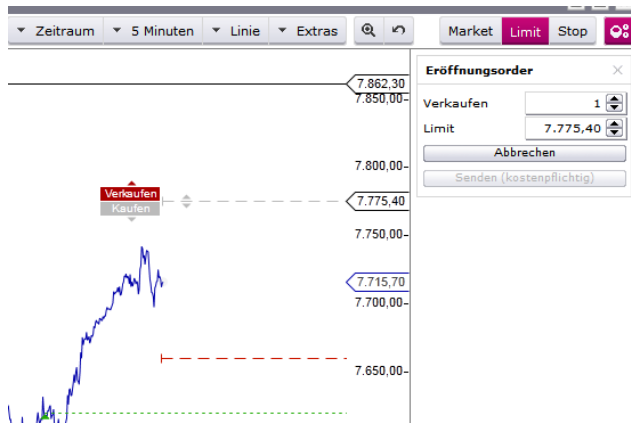 Zeitraum 5 Minuten Linie Extras Market Limit Stop
Eröffnungsorder
Verkaufen 1
Limit 7.775,40
Abbrechen
Senden (kostenpflichtig)
7.862,30
7.850,00
7.800,00
Verkaufen
Kaufen
7.775,40
7.750,00
7.715,70
7.700,00
7.650,00